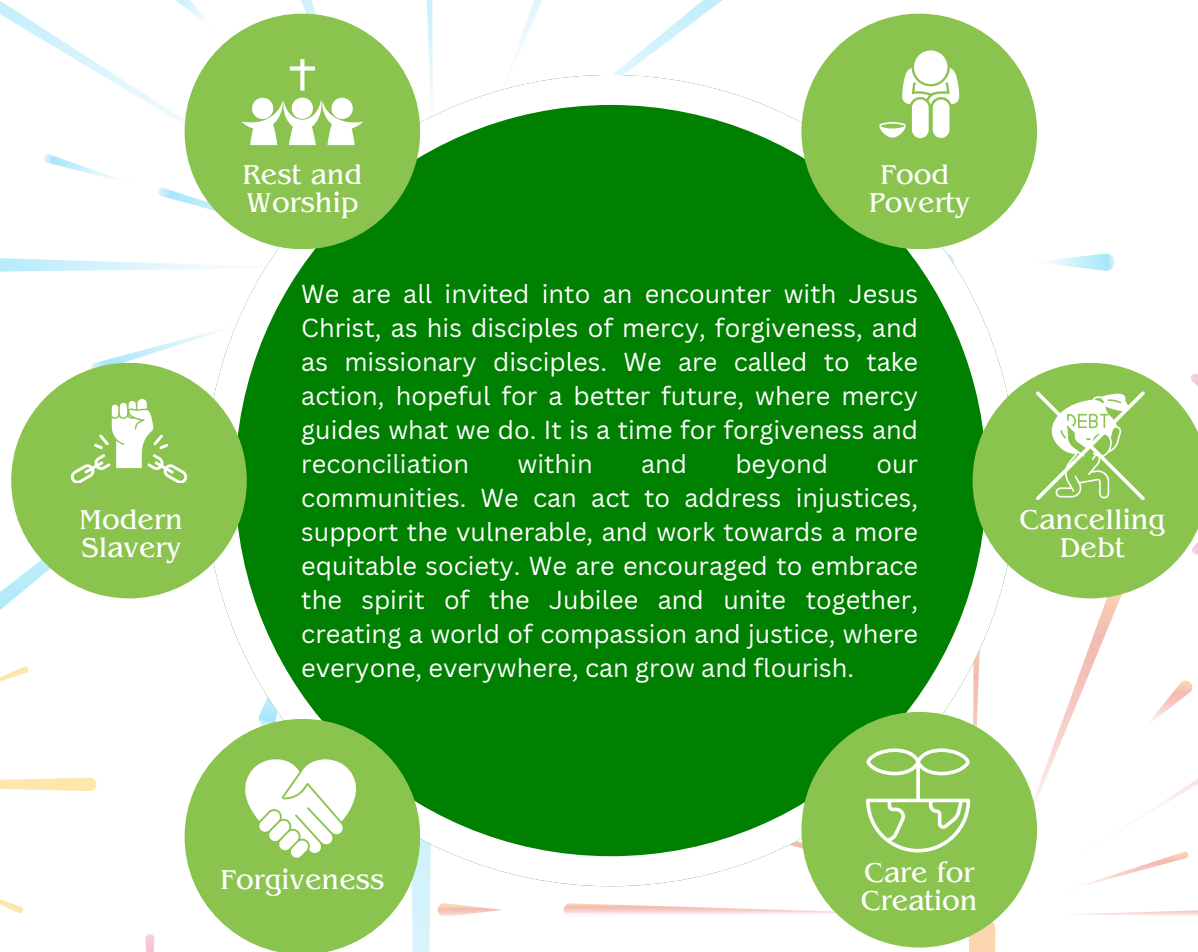 Rest and
Worship
Food
Poverty
We are all invited into an encounter with Jesus
Christ, as his disciples of mercy, forgiveness, and
as missionary disciples. We are called to take
action, hopeful for a better future, where mercy
guides what we do. It is a time for forgiveness and
reconciliation within and beyond our
communities. We can act to address injustices,
support the vulnerable, and work towards a more
equitable society. We are encouraged to embrace
the spirit of the Jubilee and unite together,
creating a world of compassion and justice, where
everyone, everywhere, can grow and flourish.
Modern
Slavery
DEBT
Cancelling
Debt
Forgiveness
Care for
Creation